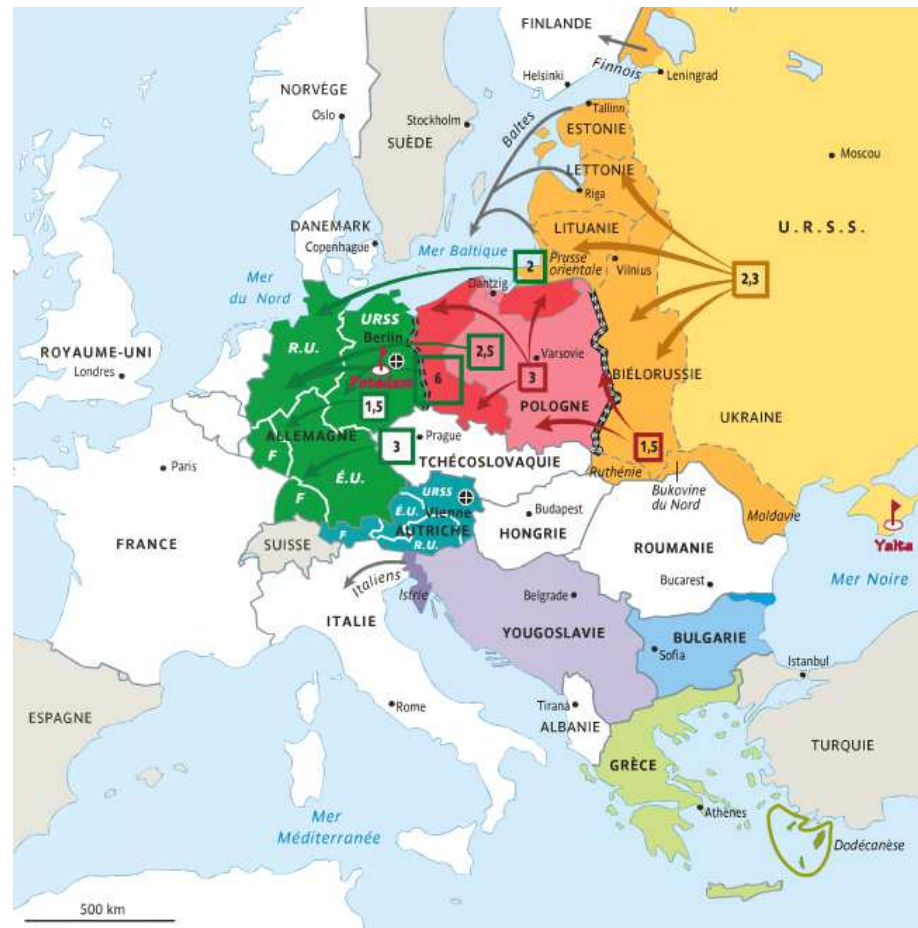 FINLANDE
Finnois
Helsinki
Leningrad
NORVÈGE
Oslo
Stockholm
SUÈDE
Baltes
Tallinn
ESTONIE
Moscou
LETTONIE
Riga
U.R.S.S.
DANEMARK
Copenhague
Mer Baltique
LITUANIE
2
Prusse
orientale
Vilnius
2,3
Mer
du Nord
Dantzig
URSS
Berlin
R.U.
2,5
Varsovie
ROYAUME-UNI
Londres
Potsdam
6
3
BIÉLORUSSIE
1,5
POLOGNE
UKRAINE
ALLEMAGNE
F
3
Prague
1,5
Paris
TCHÉCOSLOVAQUIE
Ruthénie
É.U.
URSS
Bukovine
du Nord
F
Vienne
É.U.
Budapest
Moldavie
FRANCE
SUISSE
F
AUTRICHE
R.U.
HONGRIE
Yalta
ROUMANIE
Italiens
Istrie
Bucarest
Mer Noire
Belgrade
ITALIE
YOUGOSLAVIE
BULGARIE
Sofia
Istanbul
ESPAGNE
Rome
Tirana
ALBANIE
TURQUIE
GRÈCE
Athènes
Mer
Méditerranée
Dodécanèse
500 km